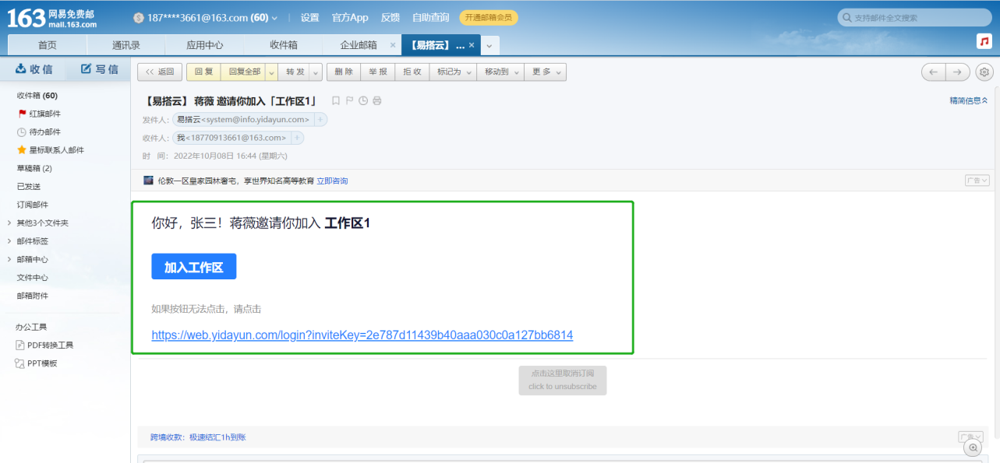 163 网易免费邮 mail.163.com
187****3661@163.com (60) 设置 官方App 反馈 自助查询 开通邮箱会员 支持邮件全文搜索
首页 通讯录 应用中心 收件箱 企业邮箱 × 【易搭云】 ... ×
收信 写信
<< 返回 回复 回复全部 转发 删除 举报 拒收 标记为 移动到 更多
收件箱 (60)
红旗邮件
待办邮件
星标联系人邮件
草稿箱 (2)
已发送
订阅邮件
其他3个文件夹
邮件标签
邮箱中心
文件中心
邮箱附件
办公工具
PDF转换工具
PPT模板
【易搭云】 蒋薇 邀请你加入「工作区1」 精简信息
发件人： 易搭云<system@info.yidayun.com> +
收件人： 我<18770913661@163.com> +
时 间： 2022年10月08日 16:44 (星期六)
伦敦一区皇家园林奢宅，享世界知名高等教育 立即咨询 广告
你好，张三！蒋薇邀请你加入 工作区1
加入工作区
如果按钮无法点击，请点击
https://web.yidayun.com/login?inviteKey=2e787d11439b40aaa030c0a127bb6814
点击这里取消订阅
click to unsubscribe
跨境收款：极速结汇1h到账 广告